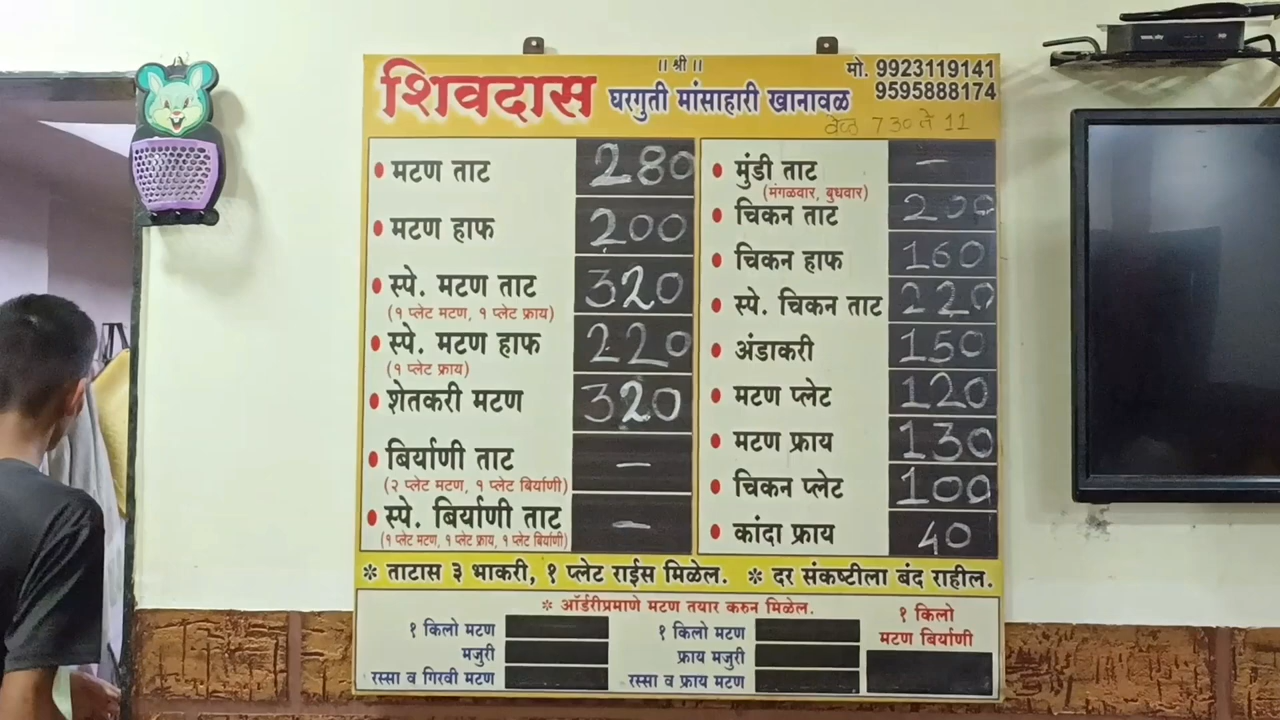 ॥ श्री ॥
शिवदास घरगुती मांसाहारी खानावळ
मो. 9923119141
9595888174
वेळ 730 ते 11
• मटण ताट 280
• मटण हाफ 200
• स्पे. मटण ताट 320
(१ प्लेट मटण, १ प्लेट फ्राय)
• स्पे. मटण हाफ 220
(१ प्लेट फ्राय)
• शेतकरी मटण 320
• बिर्याणी ताट –
(२ प्लेट मटण, १ प्लेट बिर्याणी)
• स्पे. बिर्याणी ताट –
(१ प्लेट मटण, १ प्लेट फ्राय, १ प्लेट बिर्याणी)
• मुंडी ताट –
(मंगळवार, बुधवार)
• चिकन ताट 200
• चिकन हाफ 160
• स्पे. चिकन ताट 220
• अंडाकरी 150
• मटण प्लेट 120
• मटण फ्राय 130
• चिकन प्लेट 100
• कांदा फ्राय 40
* ताटास ३ भाकरी, १ प्लेट राईस मिळेल. * दर संकष्टीला बंद राहील.
* ऑर्डरीप्रमाणे मटण तयार करुन मिळेल.
१ किलो मटण
मजुरी
रस्सा व गिरवी मटण
१ किलो मटण
फ्राय मजुरी
रस्सा व फ्राय मटण
१ किलो
मटण बिर्याणी